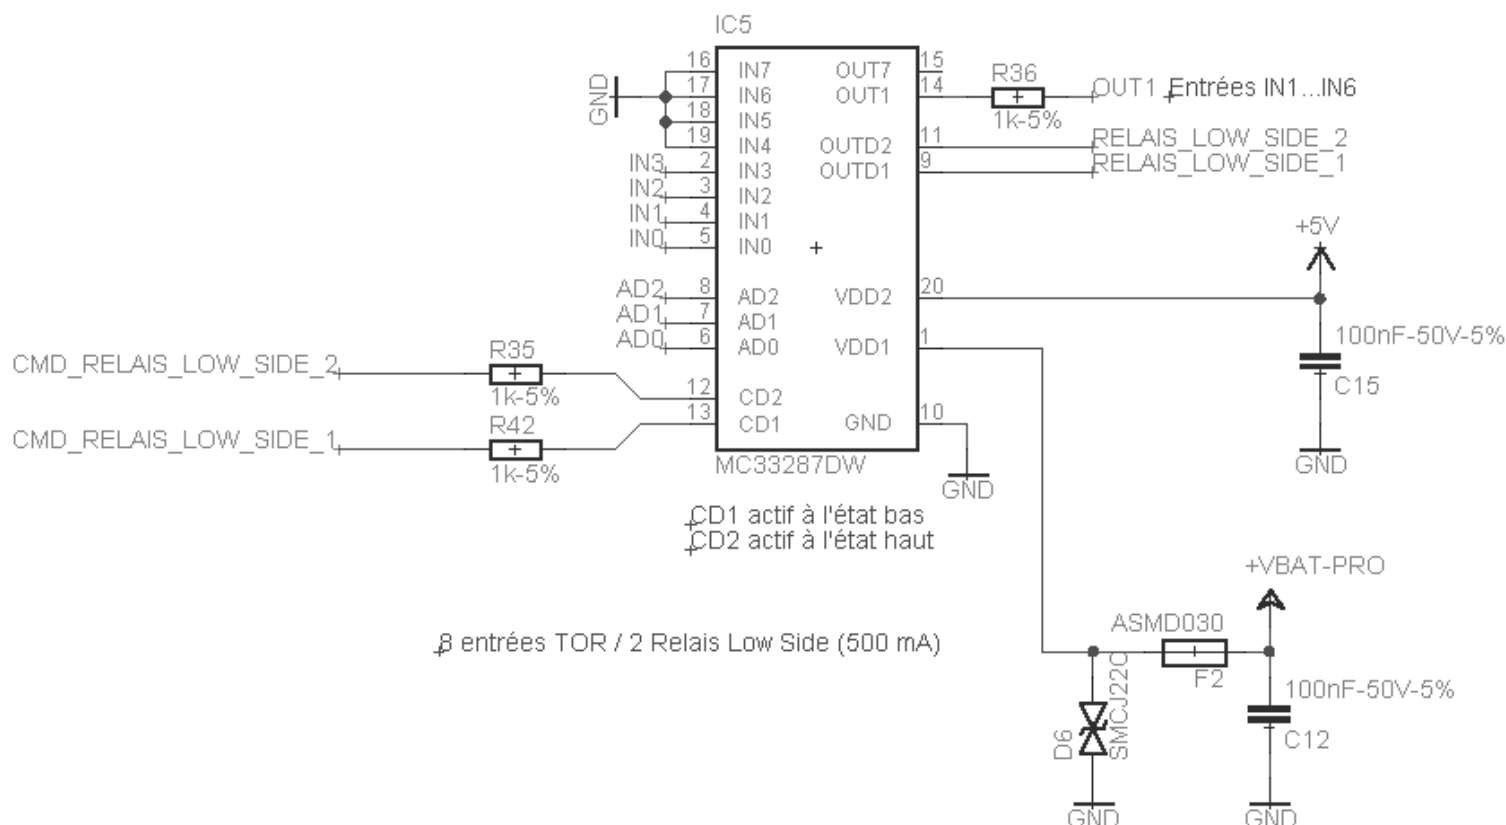 IC5
16 IN7 OUT7 15
17 IN6 OUT1 14
18 IN5
19 IN4 OUTD2 11
IN3 2 IN3 OUTD1 9
IN2 3 IN2
IN1 4 IN1
IN0 5 IN0
AD2 8 AD2 VDD2 20
AD1 7 AD1
AD0 6 AD0 VDD1 1
12 CD2
13 CD1 GND 10
MC33287DW
GND
R36
1k-5%
OUT1 Entrées IN1...IN6
RELAIS_LOW_SIDE_2
RELAIS_LOW_SIDE_1
+5V
100nF-50V-5%
C15
GND
CMD_RELAIS_LOW_SIDE_2
R35
1k-5%
CMD_RELAIS_LOW_SIDE_1
R42
1k-5%
GND
CD1 actif à l'état bas
CD2 actif à l'état haut
8 entrées TOR / 2 Relais Low Side (500 mA)
+VBAT-PRO
ASMD030
F2
100nF-50V-5%
C12
D6
SMCJ22C
GND
GND